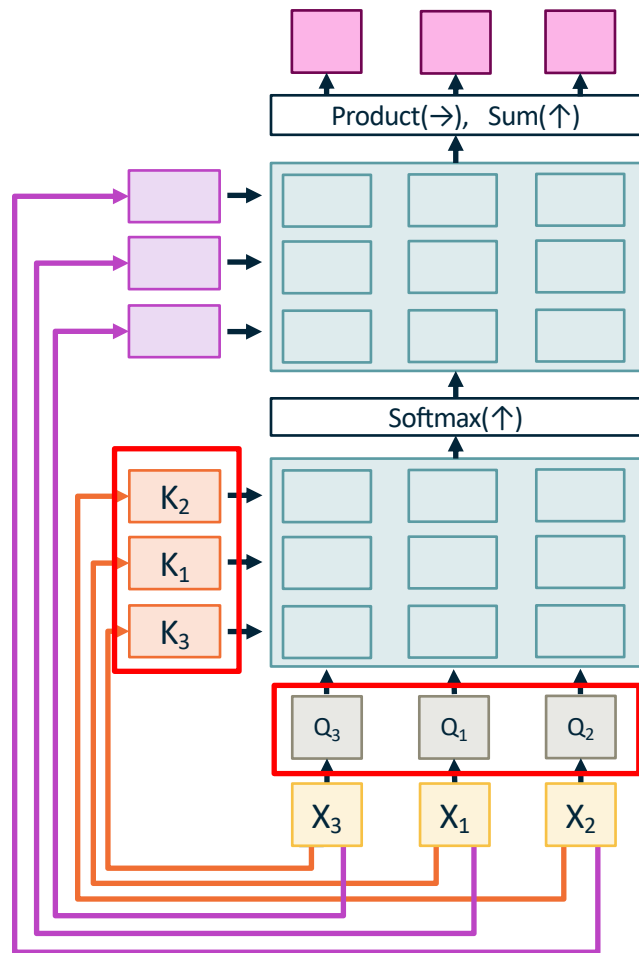 Product(→), Sum(↑)
Softmax(↑)
K₂
K₁
K₃
Q₃ Q₁ Q₂
X₃ X₁ X₂